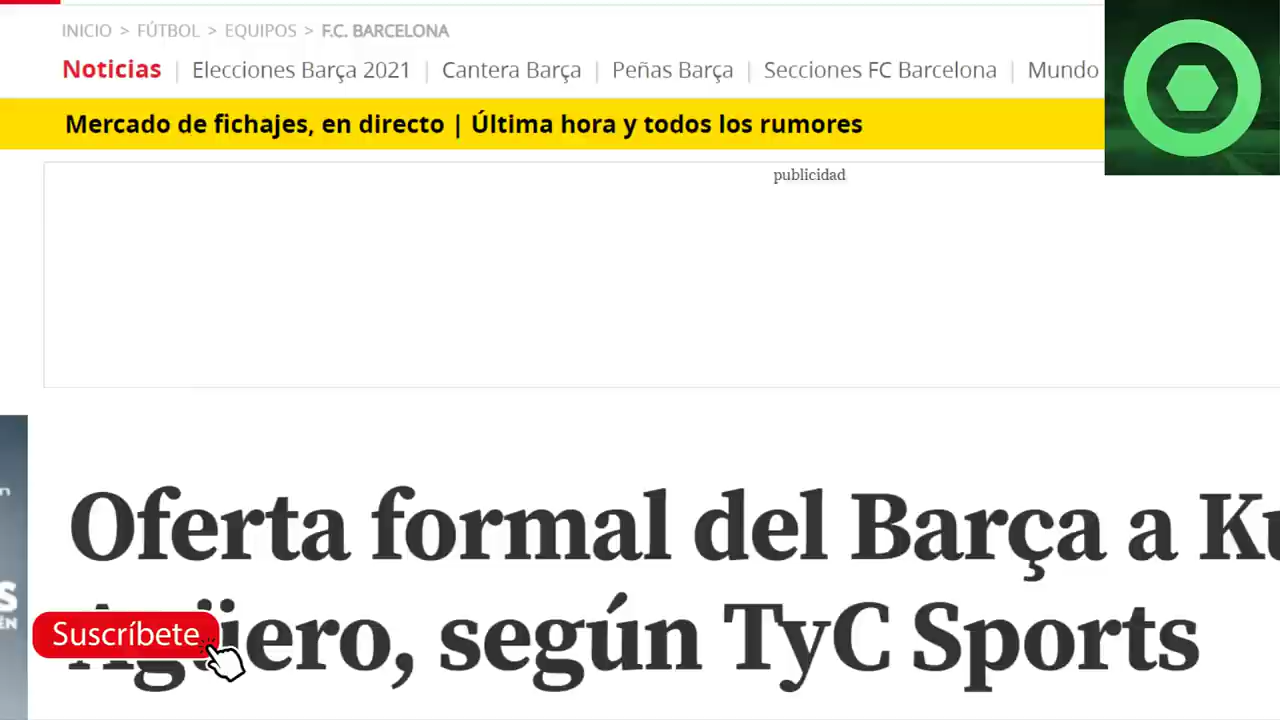 INICIO > FÚTBOL > EQUIPOS > F.C. BARCELONA
Noticias | Elecciones Barça 2021 | Cantera Barça | Peñas Barça | Secciones FC Barcelona | Mundo
Mercado de fichajes, en directo | Última hora y todos los rumores
publicidad
Oferta formal del Barça a
Agüero, según TyC Sports
Suscríbete